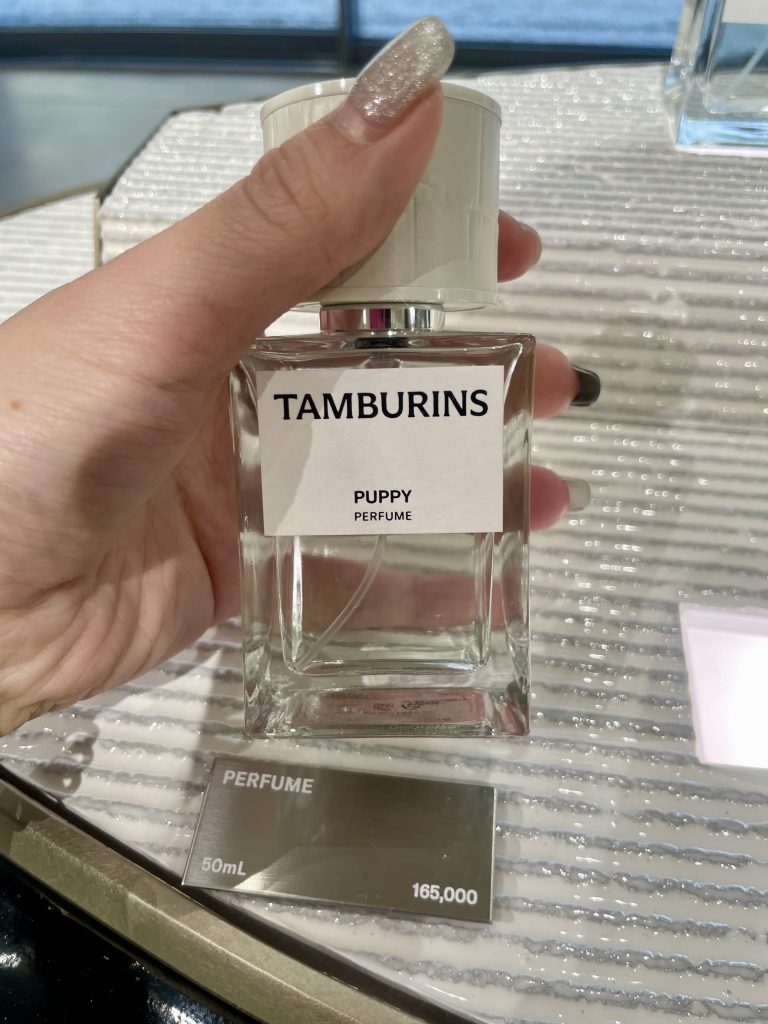 TAMBURINS
PUPPY
PERFUME
PERFUME
50mL
165,000